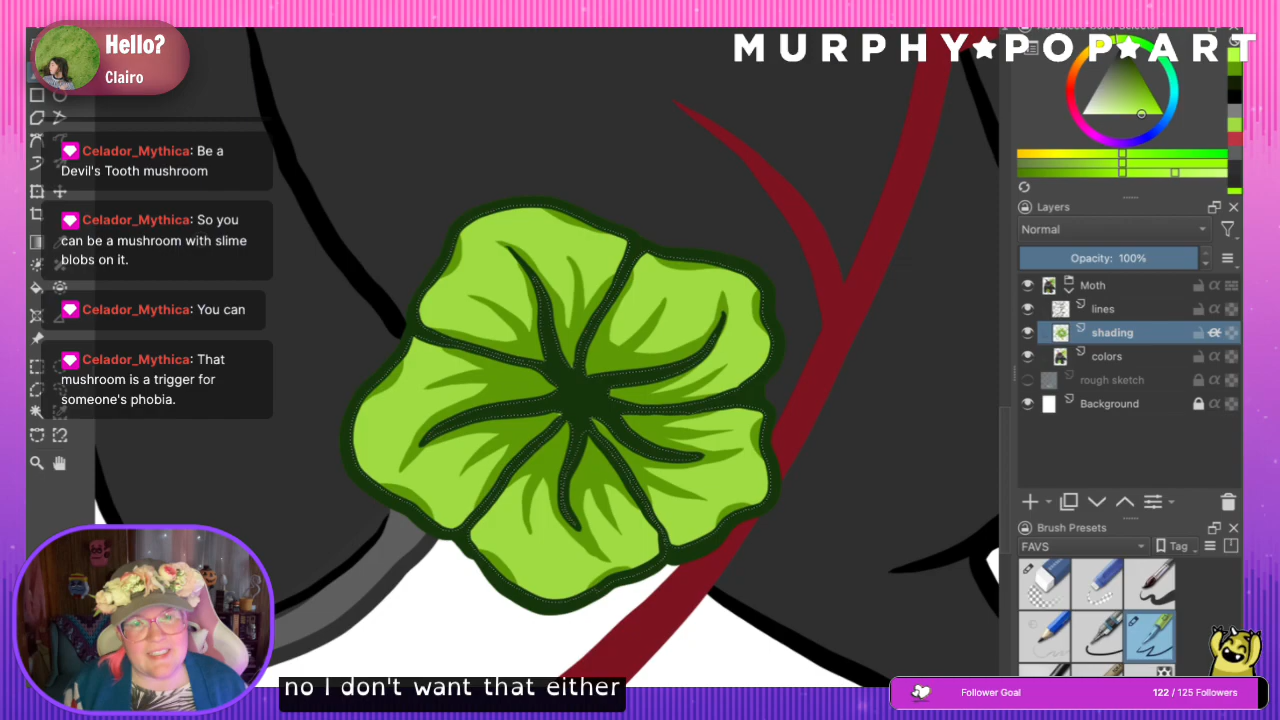 Hello?
Clairo
MURPHY★POP★ART
Celador_Mythica: Be a
Devil's Tooth mushroom
Celador_Mythica: So you
can be a mushroom with slime
blobs on it.
Celador_Mythica: You can
Celador_Mythica: That
mushroom is a trigger for
someone's phobia.
Layers
Normal
Opacity: 100%
Moth
lines
shading
colors
rough sketch
Background
Brush Presets
FAVS
Tag
no I don't want that either
Follower Goal
122 / 125 Followers